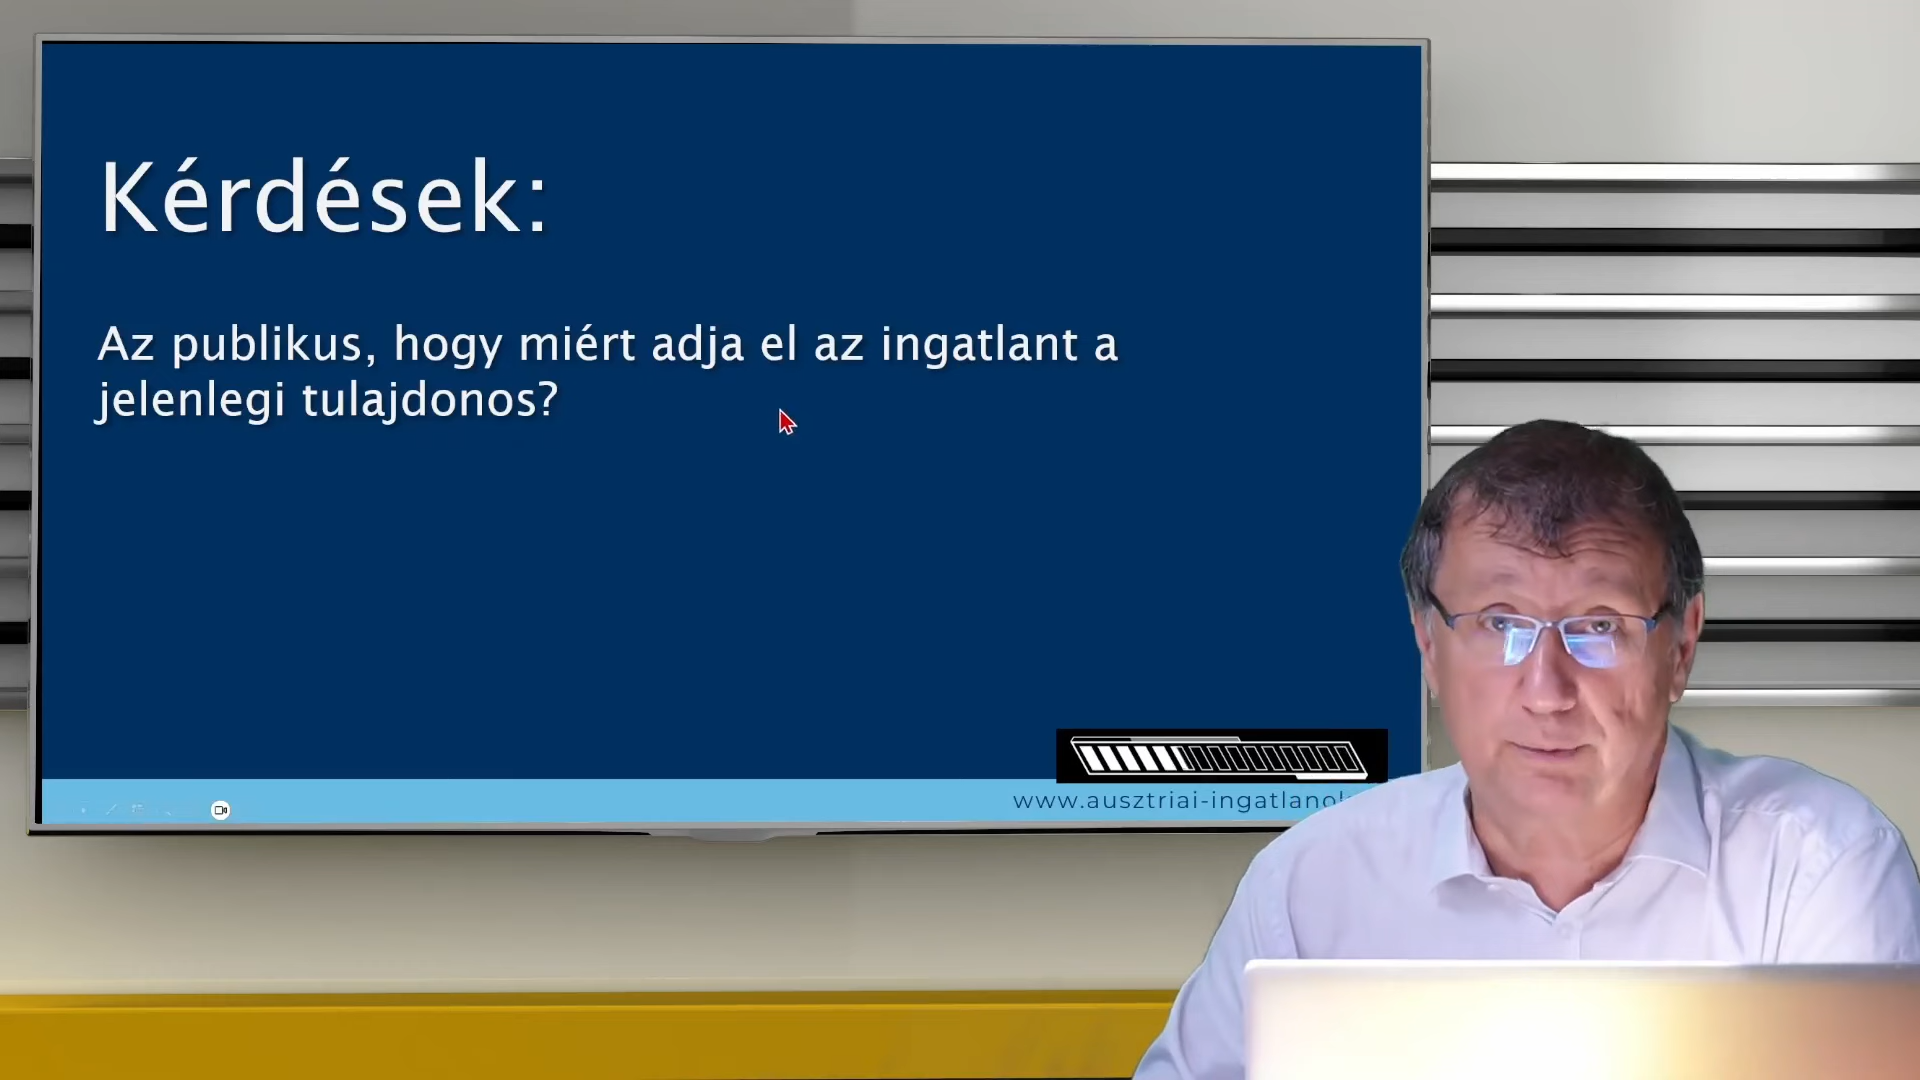 Kérdések:
Az publikus, hogy miért adja el az ingatlant a
jelenlegi tulajdonos?